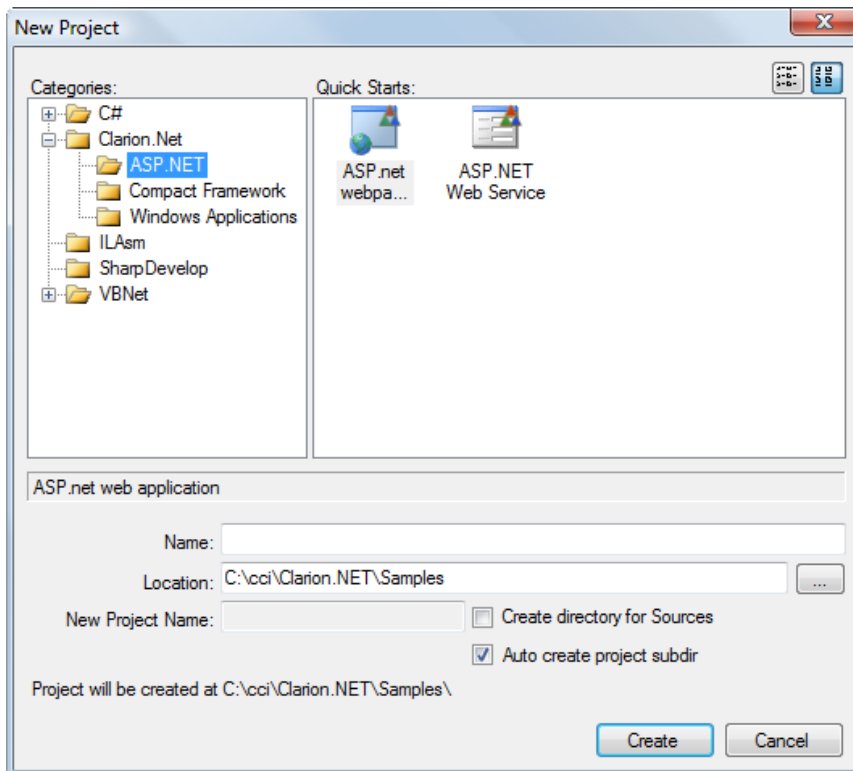 New Project
Categories:
Quick Starts:
C#
Clarion.Net
ASP.NET
Compact Framework
Windows Applications
ILAsm
SharpDevelop
VBNet
ASP.net
webpa...
ASP.NET
Web Service
ASP.net web application
Name:
Location: C:\cci\Clarion.NET\Samples
...
New Project Name:
Create directory for Sources
Auto create project subdir
Project will be created at C:\cci\Clarion.NET\Samples\
Create
Cancel